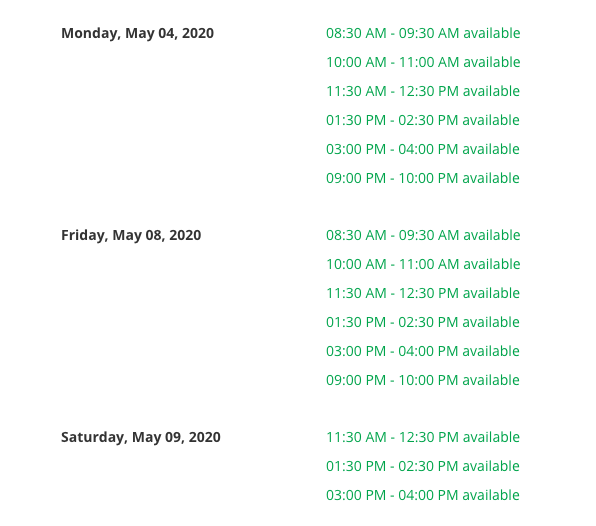 Monday, May 04, 2020 08:30 AM - 09:30 AM available
10:00 AM - 11:00 AM available
11:30 AM - 12:30 PM available
01:30 PM - 02:30 PM available
03:00 PM - 04:00 PM available
09:00 PM - 10:00 PM available
Friday, May 08, 2020 08:30 AM - 09:30 AM available
10:00 AM - 11:00 AM available
11:30 AM - 12:30 PM available
01:30 PM - 02:30 PM available
03:00 PM - 04:00 PM available
09:00 PM - 10:00 PM available
Saturday, May 09, 2020 11:30 AM - 12:30 PM available
01:30 PM - 02:30 PM available
03:00 PM - 04:00 PM available